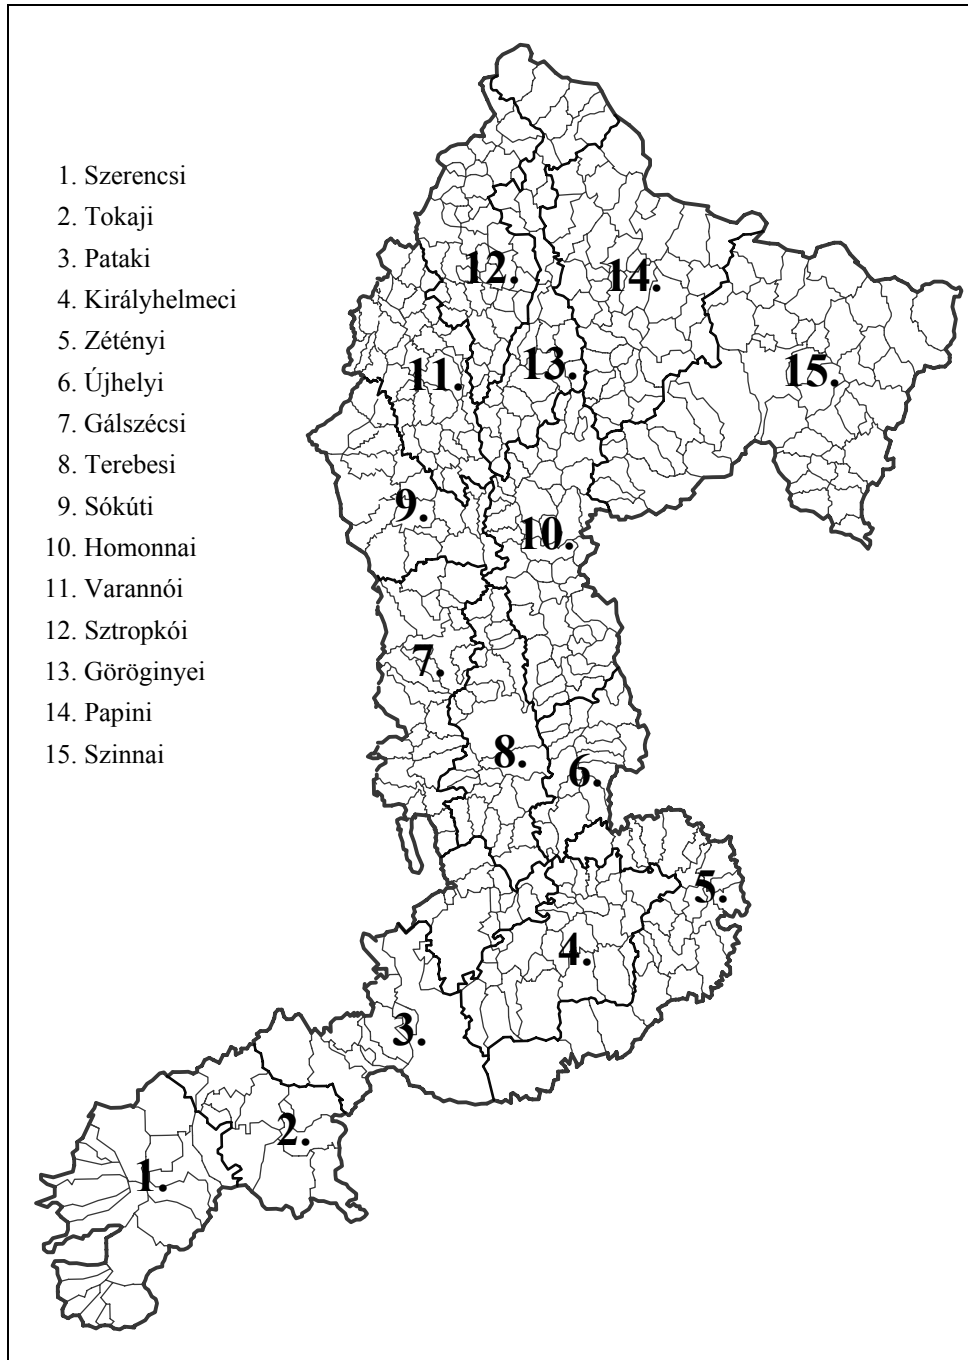 1. Szerencsi
2. Tokaji
3. Pataki
4. Királyhelmeci
5. Zétényi
6. Újhelyi
7. Gálszécsi
8. Terebesi
9. Sókúti
10. Homonnai
11. Varannói
12. Sztropkói
13. Göröginyei
14. Papini
15. Szinnai
12.
14.
13.
11.
15.
9.
10.
7.
8.
6.
5.
4.
3.
2.
1.